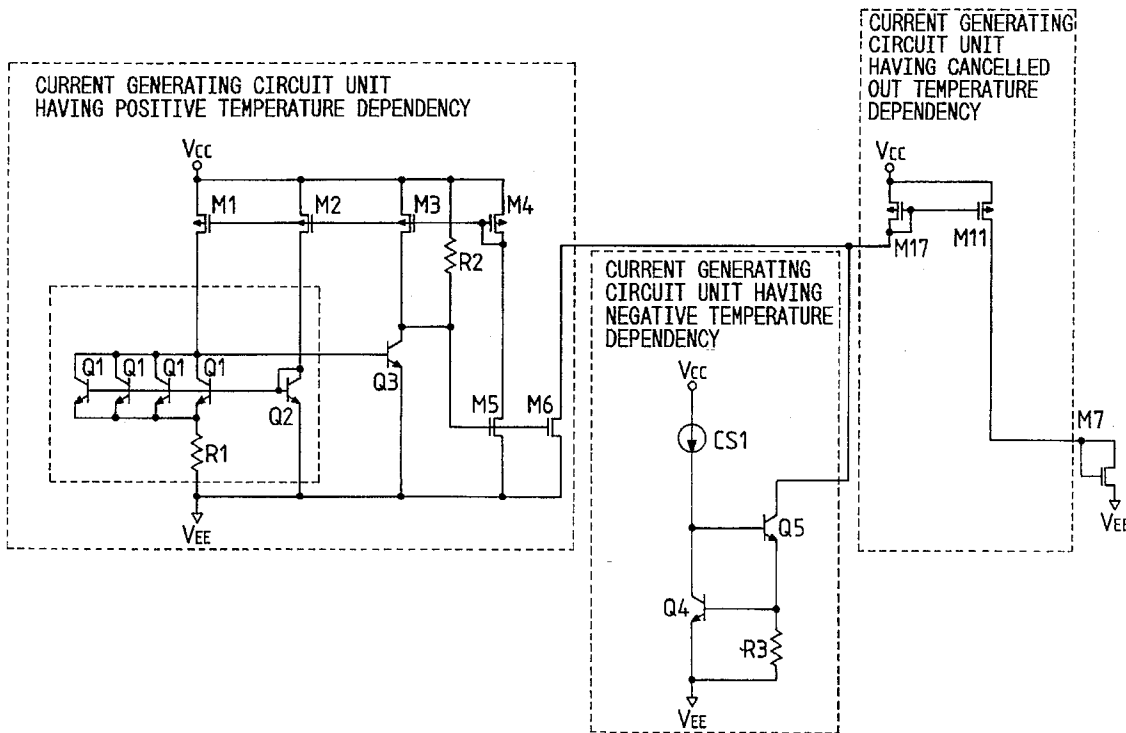 CURRENT GENERATING CIRCUIT UNIT
HAVING POSITIVE TEMPERATURE DEPENDENCY
VCC
M1
M2
M3
M4
R2
Q1
Q1
Q1
Q1
Q2
Q3
M5
M6
R1
VEE
CURRENT GENERATING
CIRCUIT UNIT HAVING
NEGATIVE TEMPERATURE
DEPENDENCY
VCC
CS1
Q5
Q4
R3
VEE
CURRENT GENERATING
CIRCUIT UNIT
HAVING CANCELLED
OUT TEMPERATURE
DEPENDENCY
VCC
M17
M11
M7
VEE